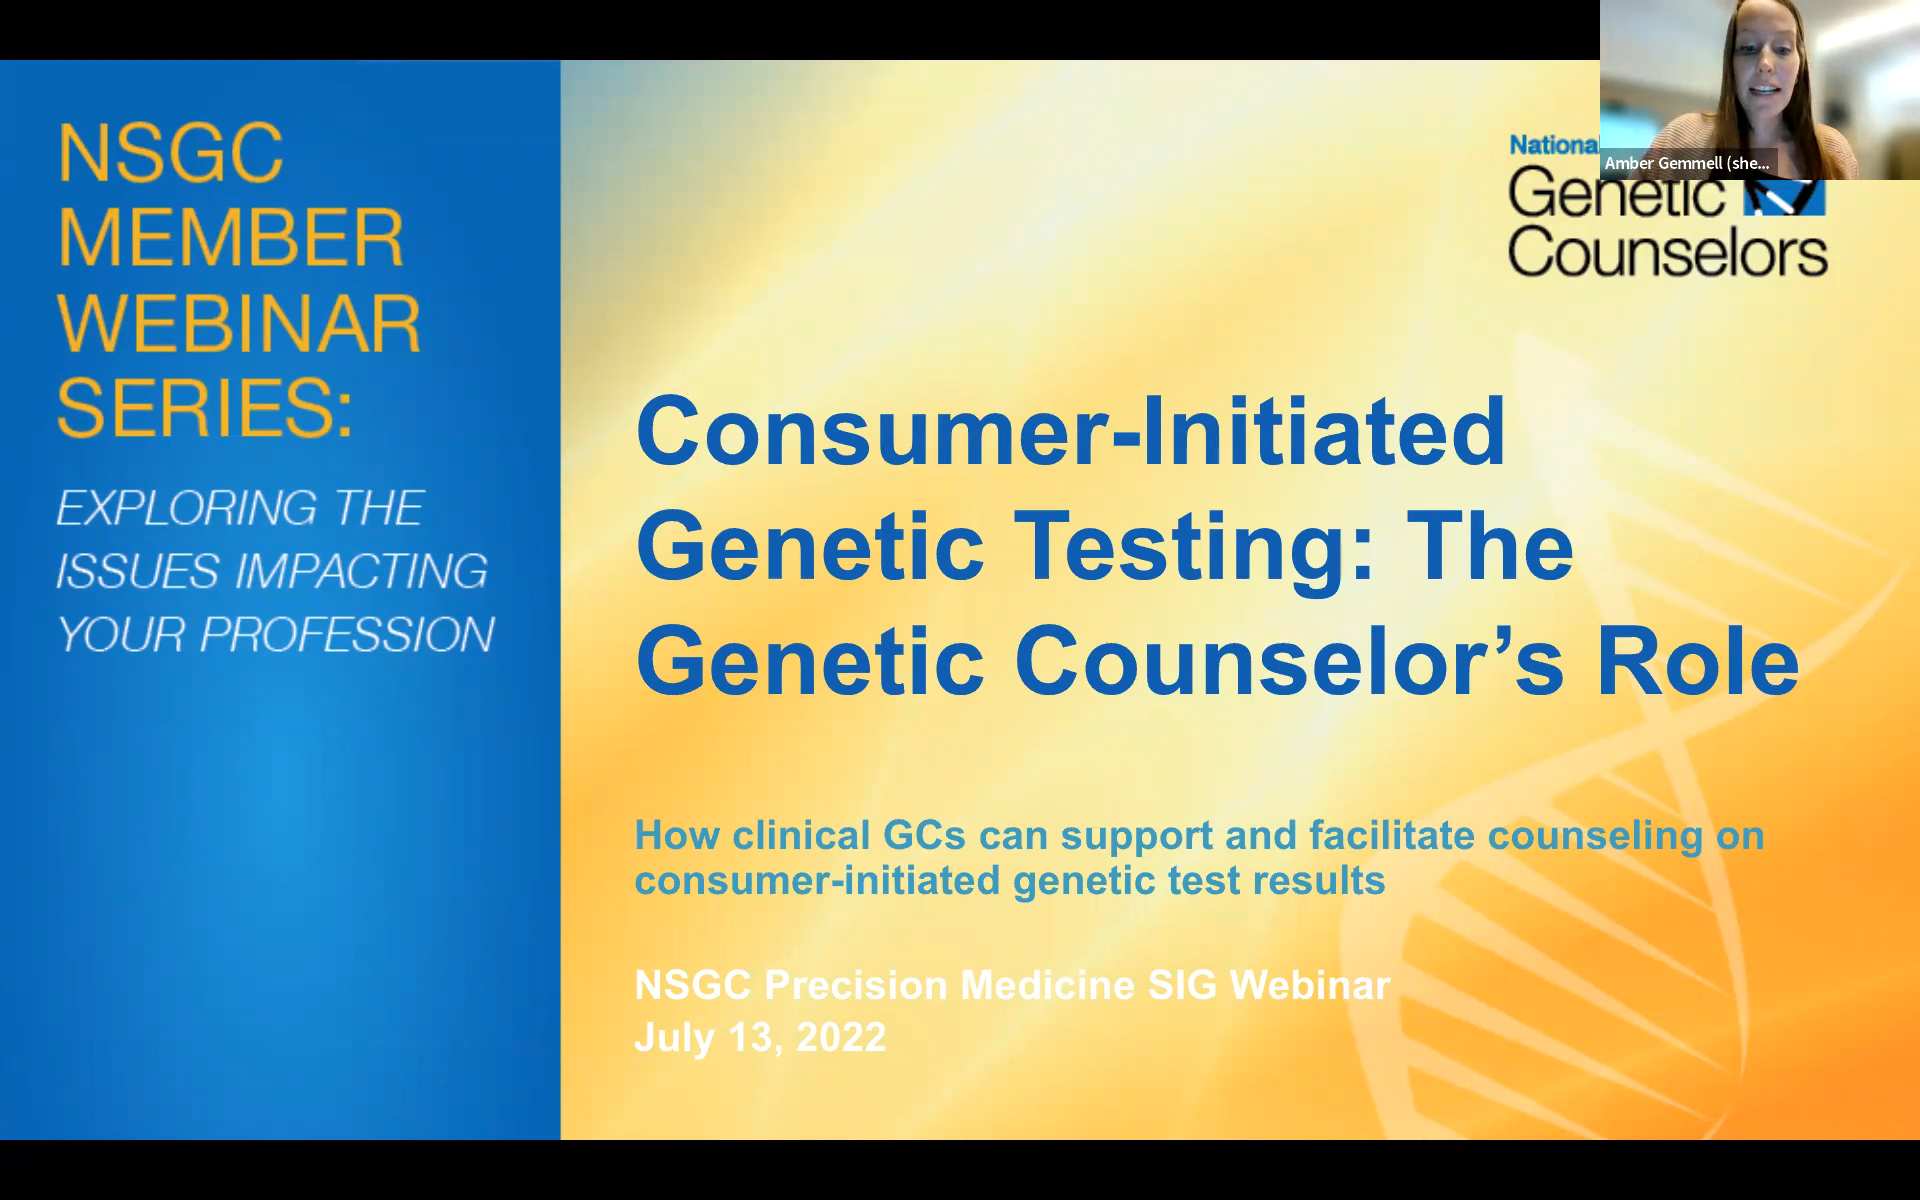 NSGC
MEMBER
WEBINAR
SERIES:
EXPLORING THE
ISSUES IMPACTING
YOUR PROFESSION
National
Genetic
Counselors
Amber Gemmell (she...
Consumer-Initiated
Genetic Testing: The
Genetic Counselor’s Role
How clinical GCs can support and facilitate counseling on
consumer-initiated genetic test results
NSGC Precision Medicine SIG Webinar
July 13, 2022